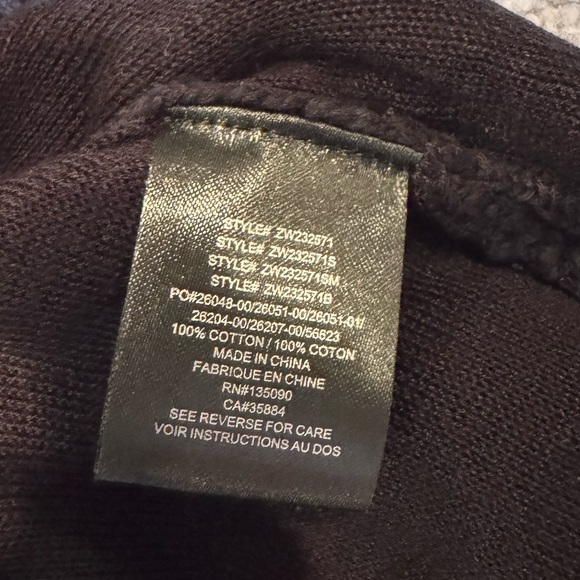 STYLE# ZW232571
STYLE# ZW232571S
STYLE# ZW232571SM
STYLE# ZW232571B
PO#26048-00/26051-00/26051-01/
26204-00/26207-00/56623
100% COTTON / 100% COTON
MADE IN CHINA
FABRIQUE EN CHINE
RN#135090
CA#35884
SEE REVERSE FOR CARE
VOIR INSTRUCTIONS AU DOS